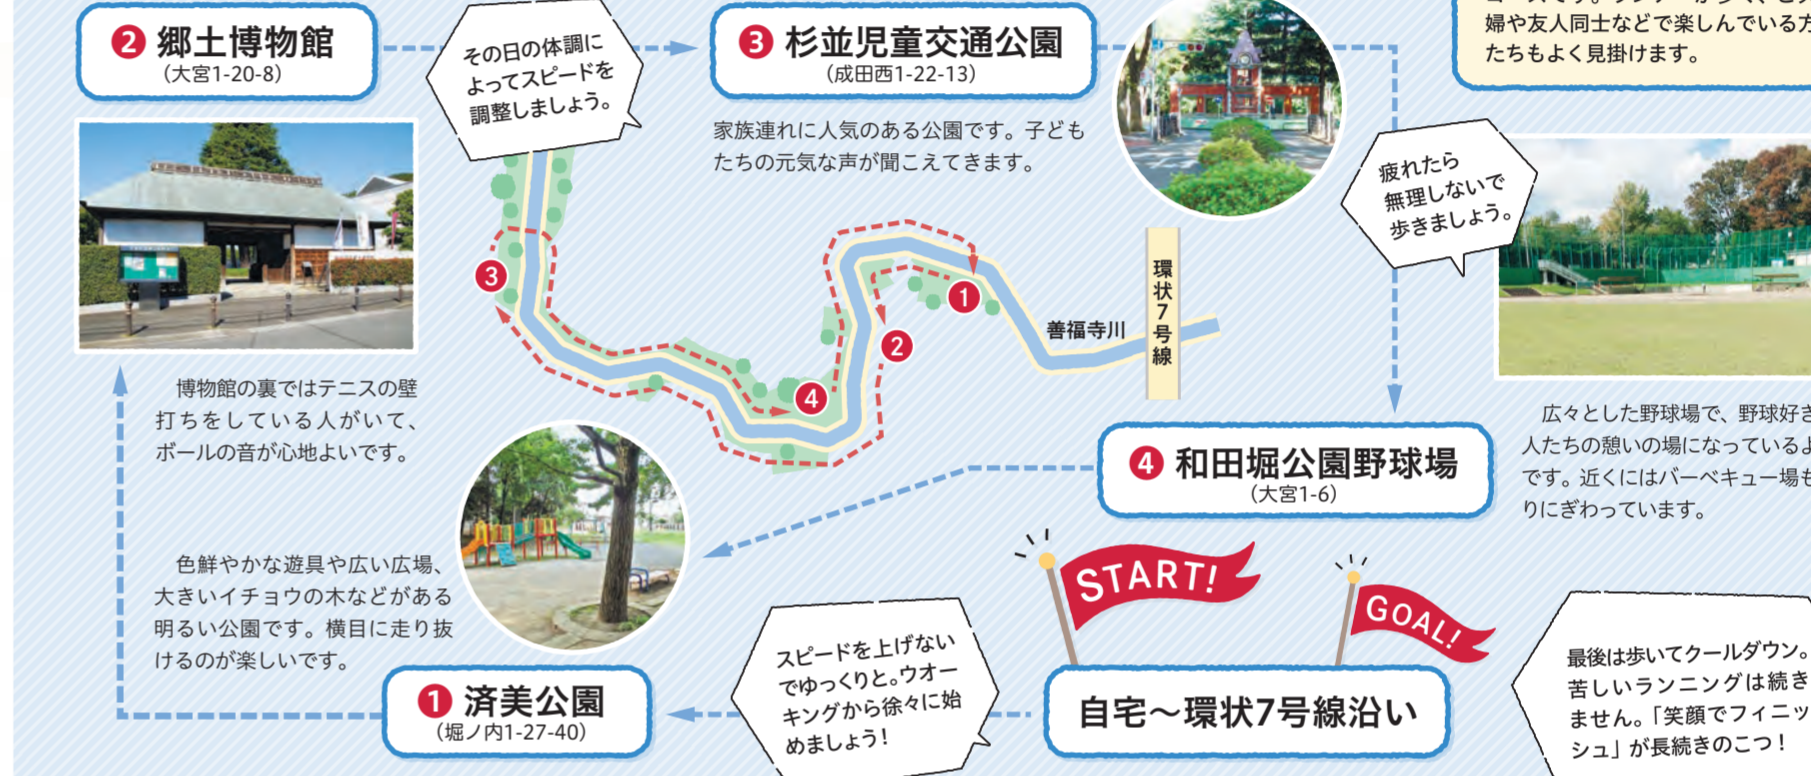 ❷ 郷土博物館
（大宮1-20-8）
その日の体調に
よってスピードを
調整しましょう。
❸ 杉並児童交通公園
（成田西1-22-13）
家族連れに人気のある公園です。子ども
たちの元気な声が聞こえてきます。
婦や友人同士などで楽しんでいる方
たちもよく見掛けます。
疲れたら
無理しないで
歩きましょう。
❸
❶
❷
❹
善福寺川
環状7号線
博物館の裏ではテニスの壁
打ちをしている人がいて、
ボールの音が心地よいです。
❹ 和田堀公園野球場
（大宮1-6）
広々とした野球場で、野球好き
人たちの憩いの場になっているよ
です。近くにはバーベキュー場も
りにぎわっています。
色鮮やかな遊具や広い広場、
大きいイチョウの木などがある
明るい公園です。横目に走り抜
けるのが楽しいです。
❶ 済美公園
（堀ノ内1-27-40）
スピードを上げない
でゆっくりと。ウオー
キングから徐々に始
めましょう！
START!
GOAL!
自宅～環状7号線沿い
最後は歩いてクールダウン。
苦しいランニングは続き
ません。「笑顔でフィニッ
シュ」が長続きのこつ！